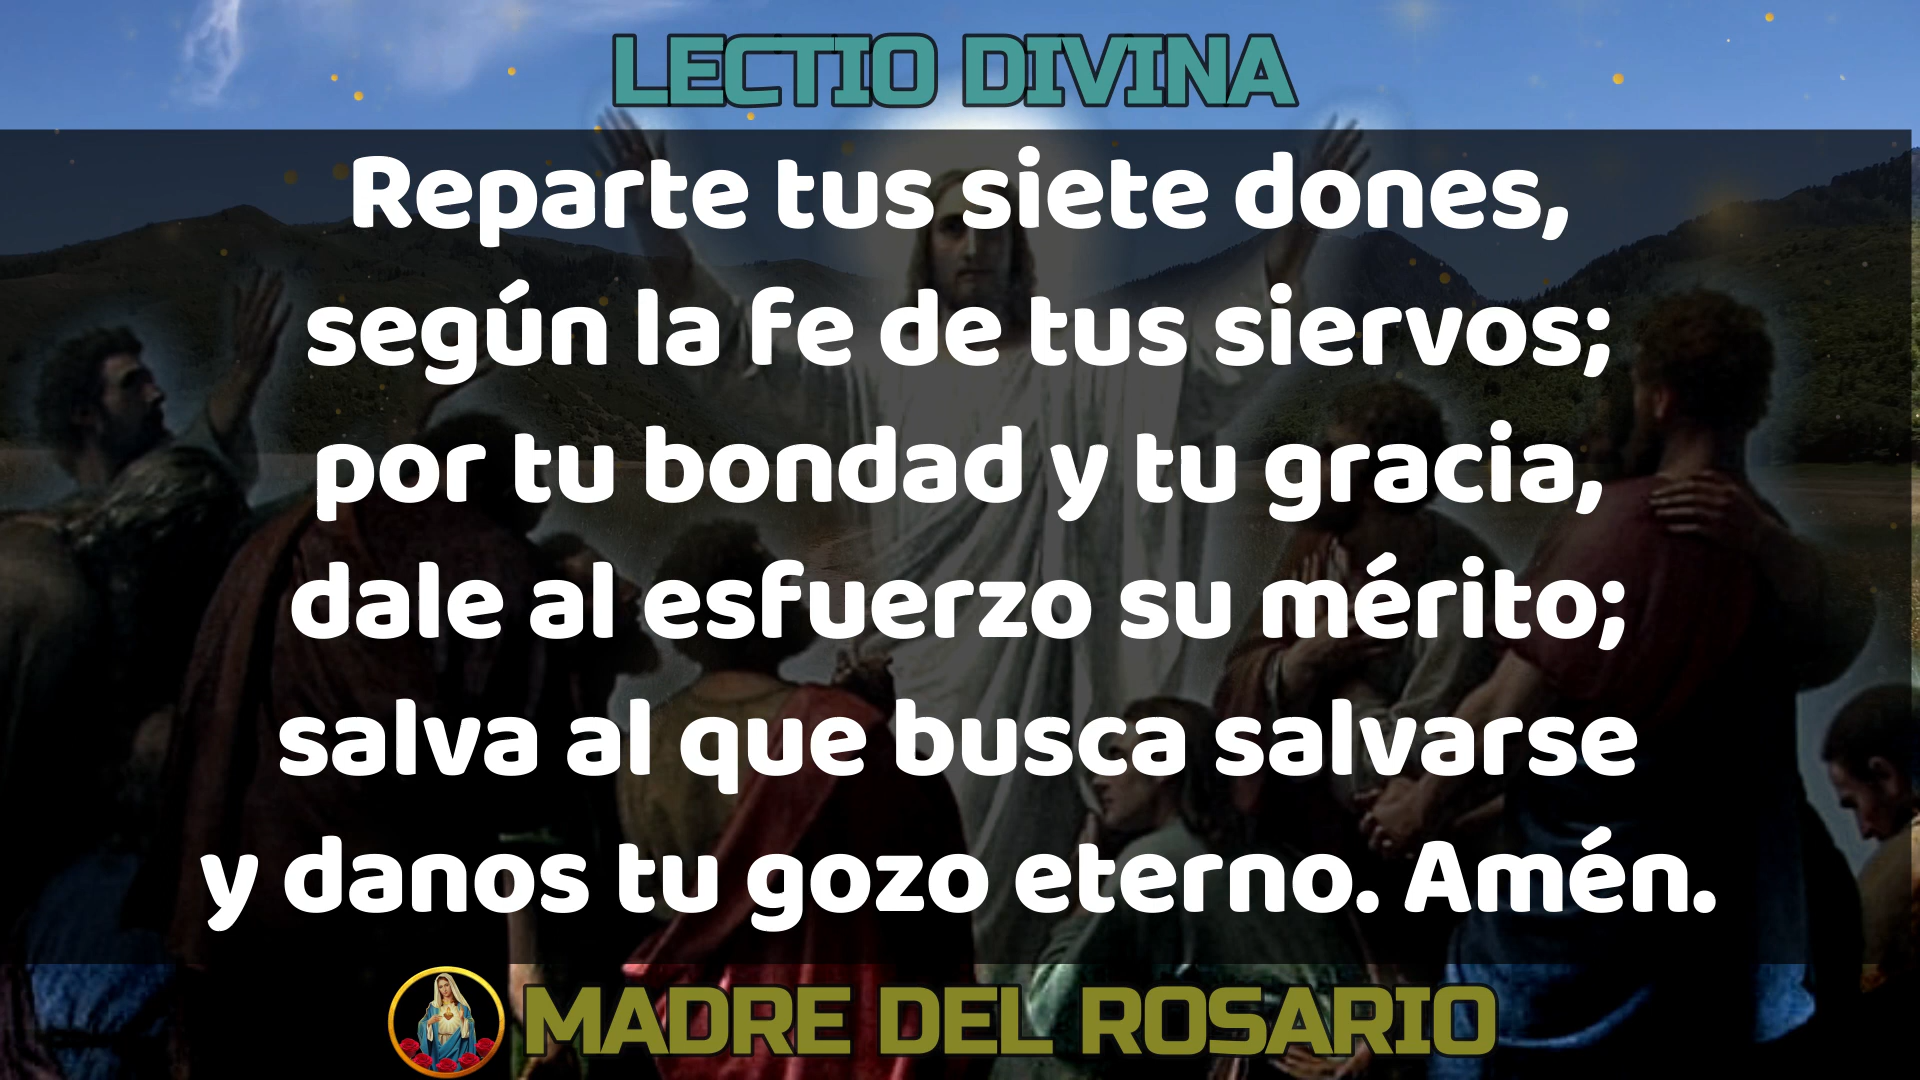 LECTIO DIVINA
Reparte tus siete dones,
según la fe de tus siervos;
por tu bondad y tu gracia,
dale al esfuerzo su mérito;
salva al que busca salvarse
y danos tu gozo eterno. Amén.
MADRE DEL ROSARIO